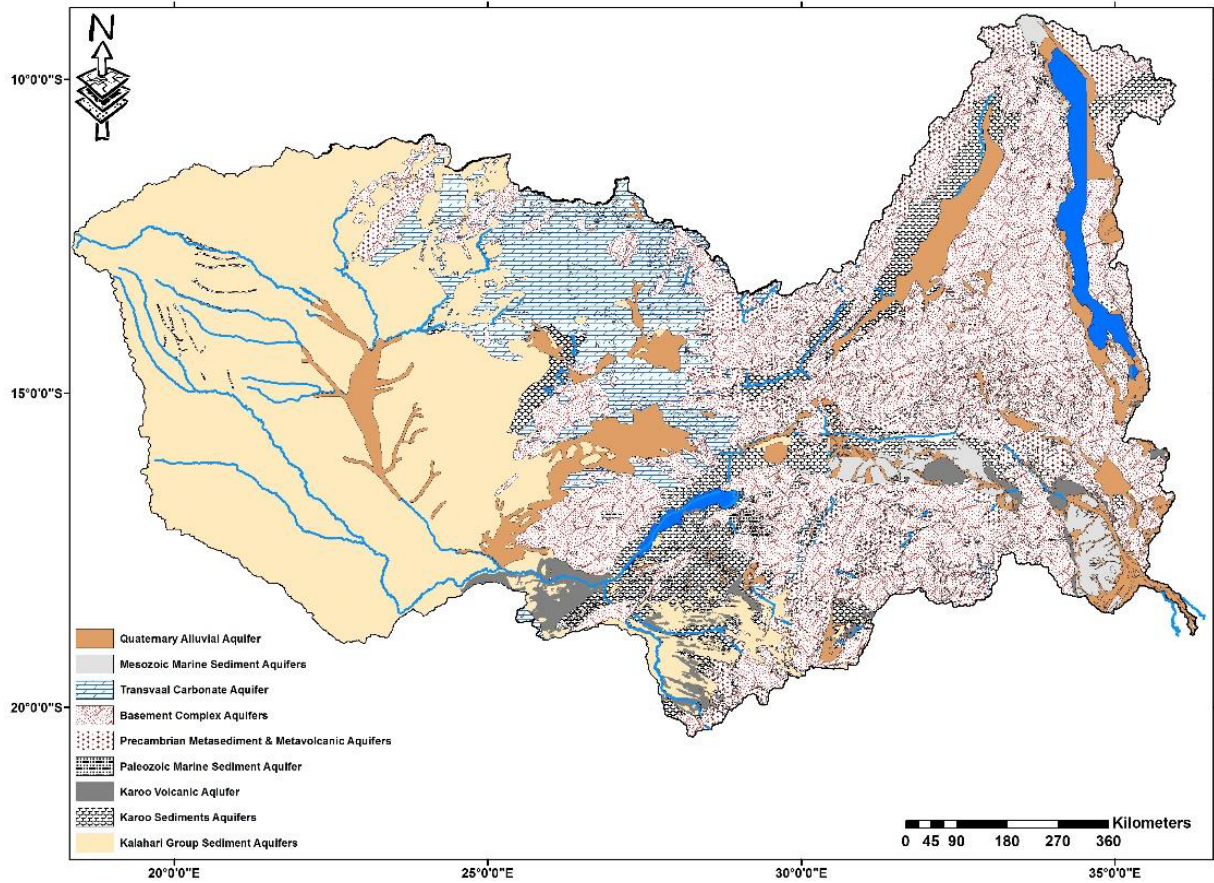 N
10°0'0"S
15°0'0"S
20°0'0"S
Quaternary Alluvial Aquifer
Mesozoic Marine Sediment Aquifers
Transvaal Carbonate Aquifer
Basement Complex Aquifers
Precambrian Metasediment & Metavolcanic Aquifers
Paleozoic Marine Sediment Aquifer
Karoo Volcanic Aqiufer
Karoo Sediments Aquifers
Kalahari Group Sediment Aquifers
Kilometers
0 45 90 180 270 360
20°0'0"E 25°0'0"E 30°0'0"E 35°0'0"E